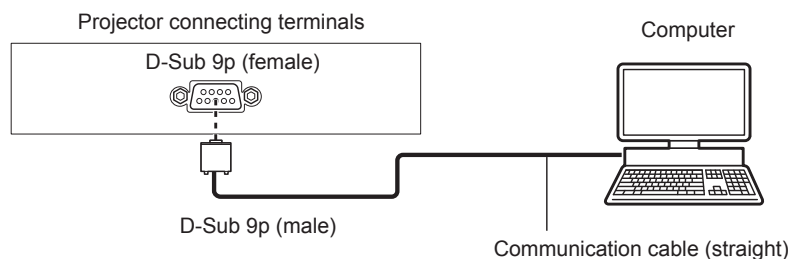 Projector connecting terminals
Computer
D-Sub 9p (female)
D-Sub 9p (male)
Communication cable (straight)